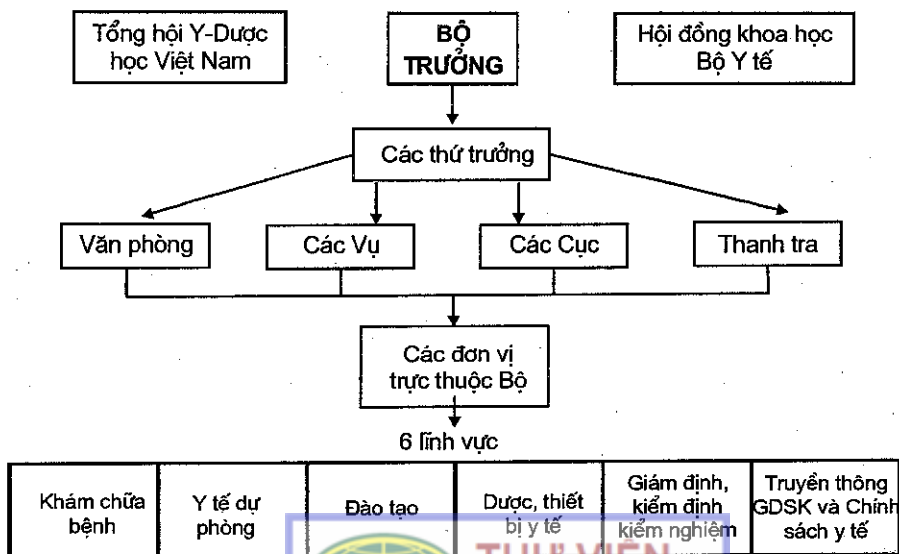 Tổng hội Y-Dược
học Việt Nam
BỘ
TRƯỞNG
Hội đồng khoa học
Bộ Y tế
Các thứ trưởng
Văn phòng
Các Vụ
Các Cục
Thanh tra
Các đơn vị
trực thuộc Bộ
6 lĩnh vực
Khám chữa
bệnh
Y tế dự
phòng
Đào tạo
Dược, thiết
bị y tế
Giám định,
kiểm định
kiểm nghiệm
Truyền thông
GDSK và Chính
sách y tế
THƯ VIỆN